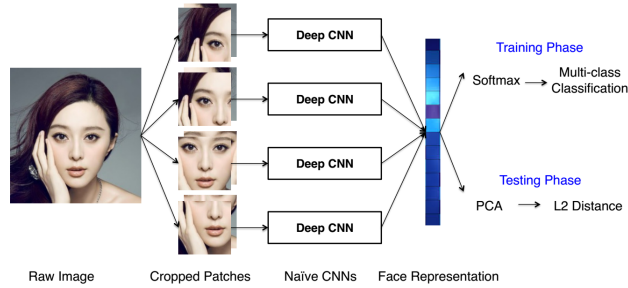 Deep CNN
Deep CNN
Deep CNN
Deep CNN
Training Phase
Softmax
Multi-class
Classification
Testing Phase
PCA
L2 Distance
Raw Image
Cropped Patches
Naïve CNNs
Face Representation